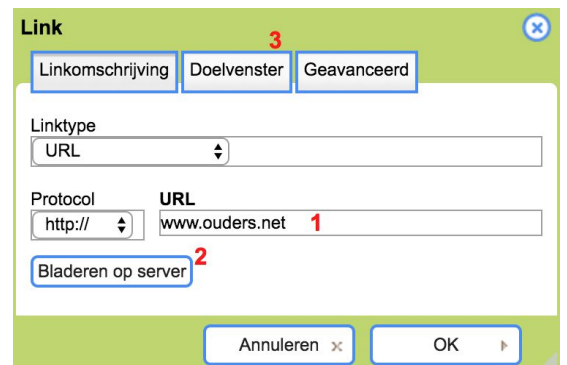 Link
3
Linkomschrijving Doelvenster Geavanceerd
Linktype
URL
Protocol URL
http:// www.ouders.net 1
Bladeren op server 2
Annuleren x OK